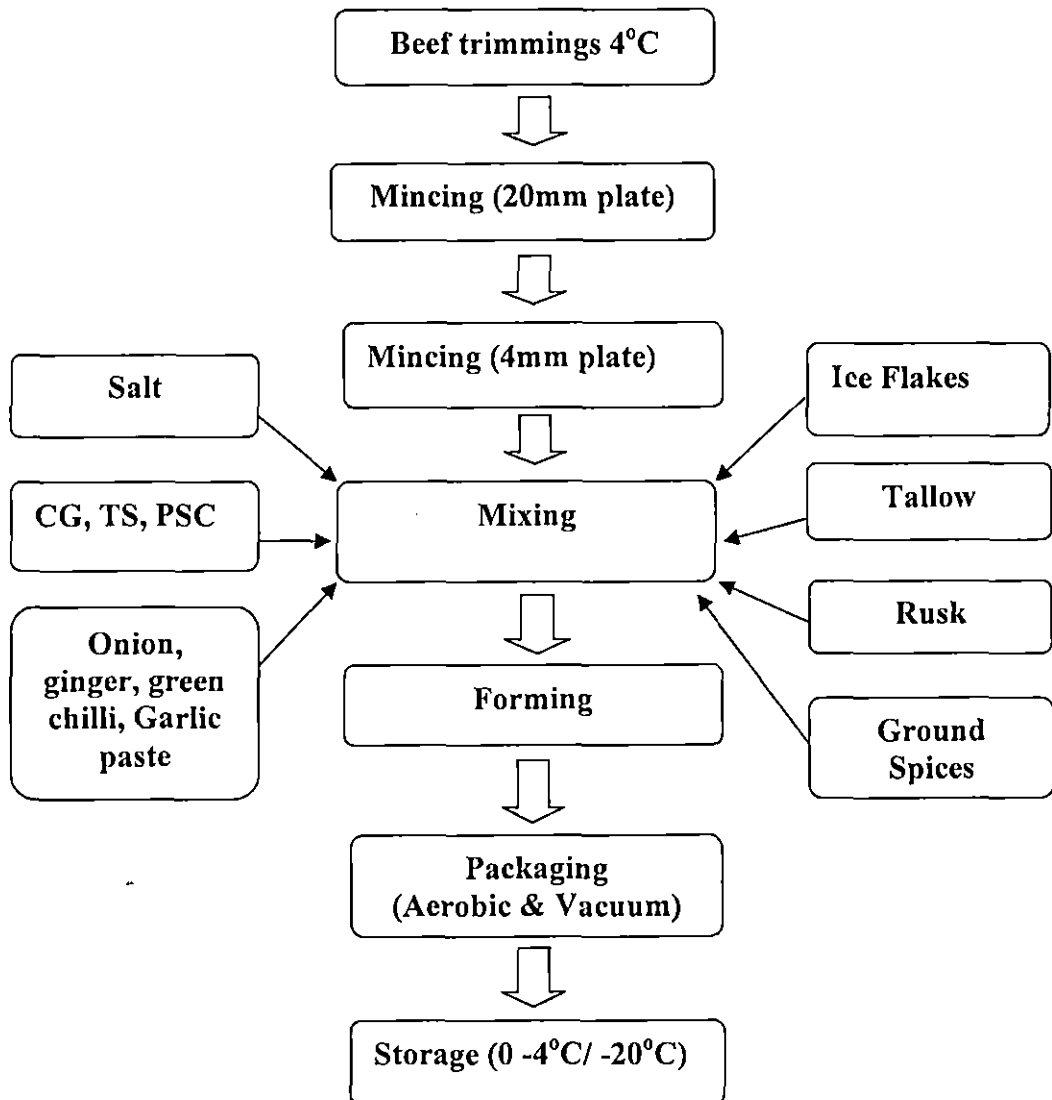 Beef trimmings 4°C
Mincing (20mm plate)
Mincing (4mm plate)
Salt
CG, TS, PSC
Onion,
ginger, green
chilli, Garlic
paste
Ice Flakes
Tallow
Rusk
Ground
Spices
Mixing
Forming
Packaging
(Aerobic & Vacuum)
Storage (0 -4°C/ -20°C)